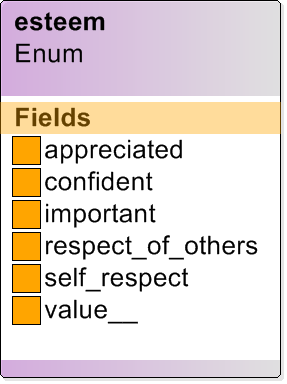 esteem
Enum
Fields
appreciated
confident
important
respect_of_others
self_respect
value__